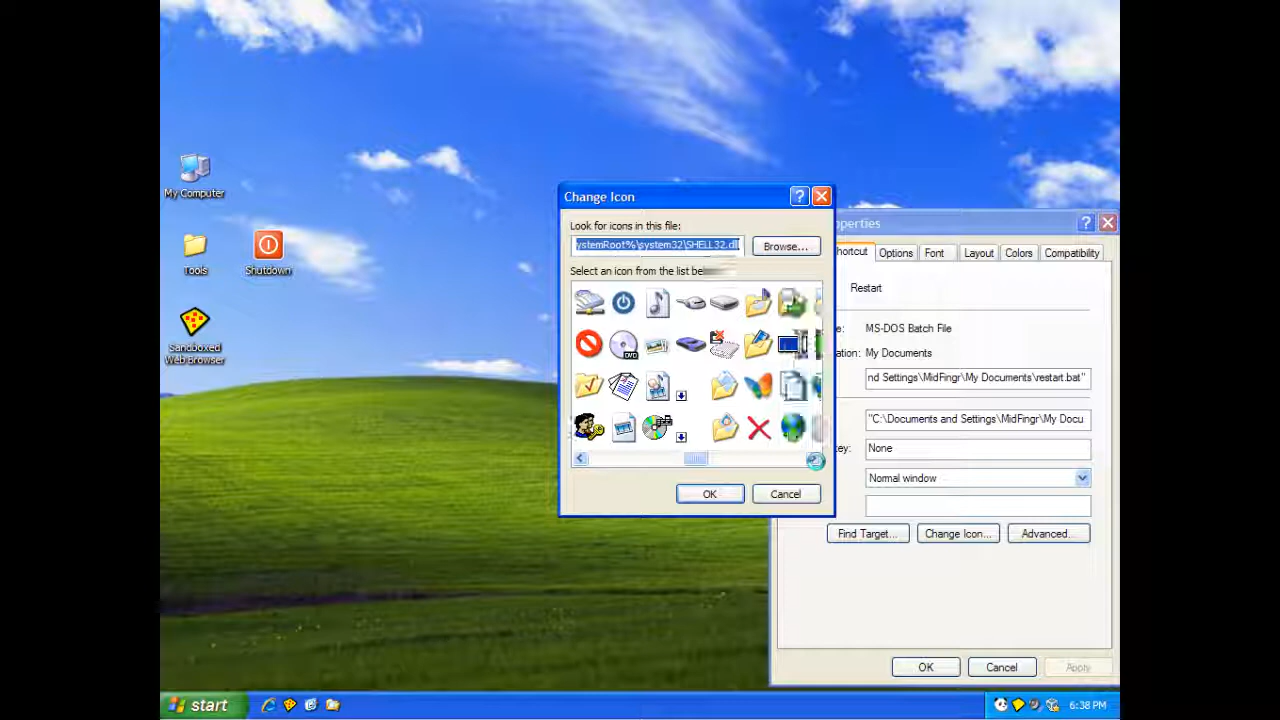 My Computer
Tools
Shutdown
Sandboxed
Web Browser
Change Icon
Look for icons in this file:
ystemRoot%\system32\SHELL32.dll
Browse...
Select an icon from the list
DVD
OK
Cancel
Options
Font
Layout
Colors
Compatibility
Restart
MS-DOS Batch File
My Documents
nd Settings\MidFingr\My Documents\restart.bat"
"C:\Documents and Settings\MidFingr\My Docu
None
Normal window
Find Target...
Change Icon...
Advanced...
OK
Cancel
Apply
start
6:38 PM